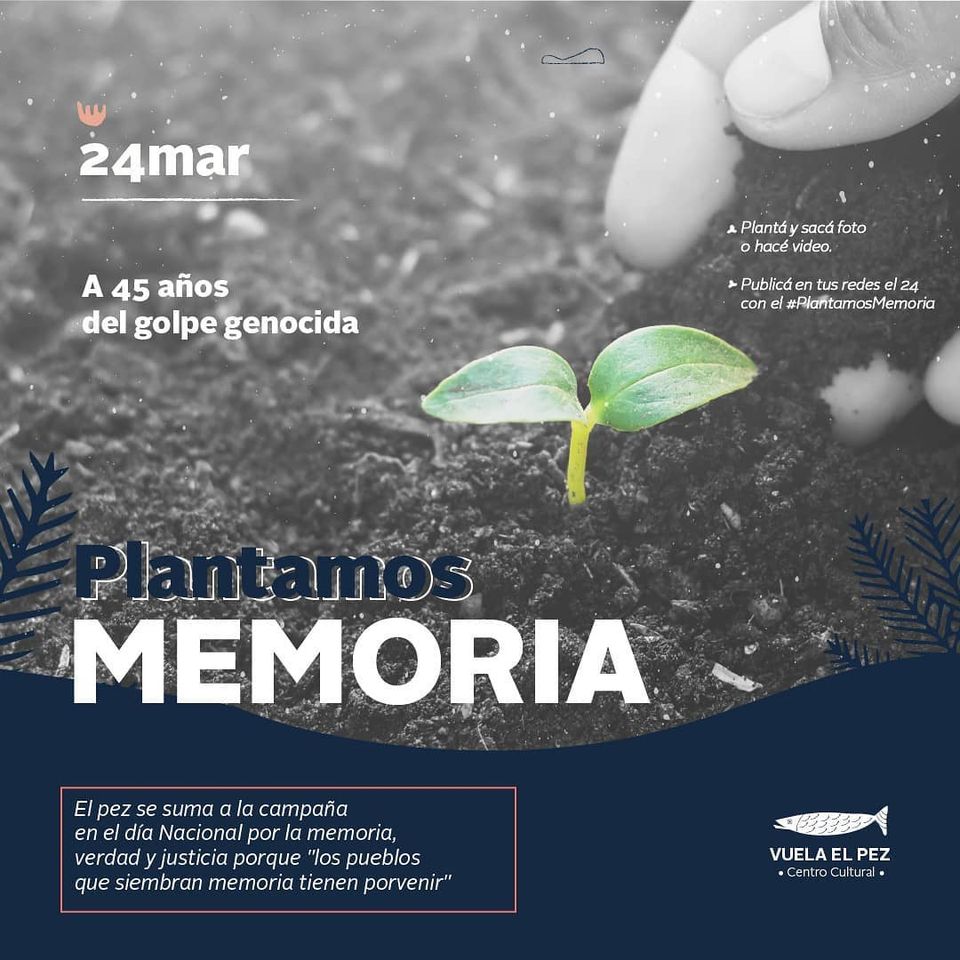 24mar
A 45 años
del golpe genocida
Plantá y sacá foto
o hacé video.
Publicá en tus redes el 24
con el #PlantamosMemoria
Plantamos
MEMORIA
El pez se suma a la campaña
en el día Nacional por la memoria,
verdad y justicia porque "los pueblos
que siembran memoria tienen porvenir"
VUELA EL PEZ
• Centro Cultural •